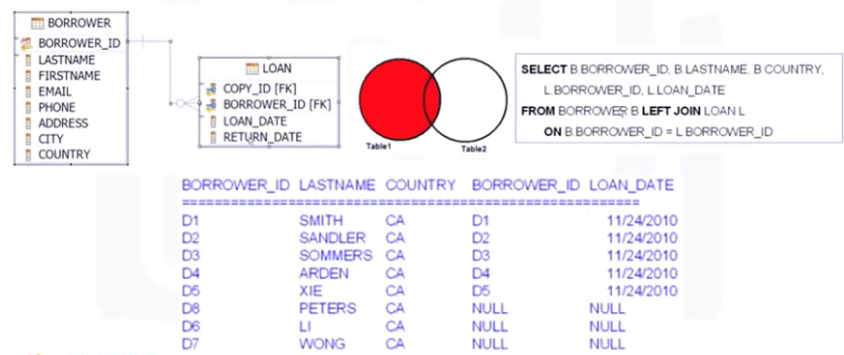 BORROWER
BORROWER_ID
LASTNAME
FIRSTNAME
EMAIL
PHONE
ADDRESS
CITY
COUNTRY
LOAN
COPY_ID [FK]
BORROWER_ID [FK]
LOAN_DATE
RETURN_DATE
Table1
Table2
SELECT B.BORROWER_ID, B.LASTNAME, B.COUNTRY,
L.BORROWER_ID, L.LOAN_DATE
FROM BORROWER B LEFT JOIN LOAN L
ON B.BORROWER_ID = L.BORROWER_ID
BORROWER_ID LASTNAME COUNTRY BORROWER_ID LOAN_DATE
D1 SMITH CA D1 11/24/2010
D2 SANDLER CA D2 11/24/2010
D3 SOMMERS CA D3 11/24/2010
D4 ARDEN CA D4 11/24/2010
D5 XIE CA D5 11/24/2010
D8 PETERS CA NULL NULL
D6 LI CA NULL NULL
D7 WONG CA NULL NULL